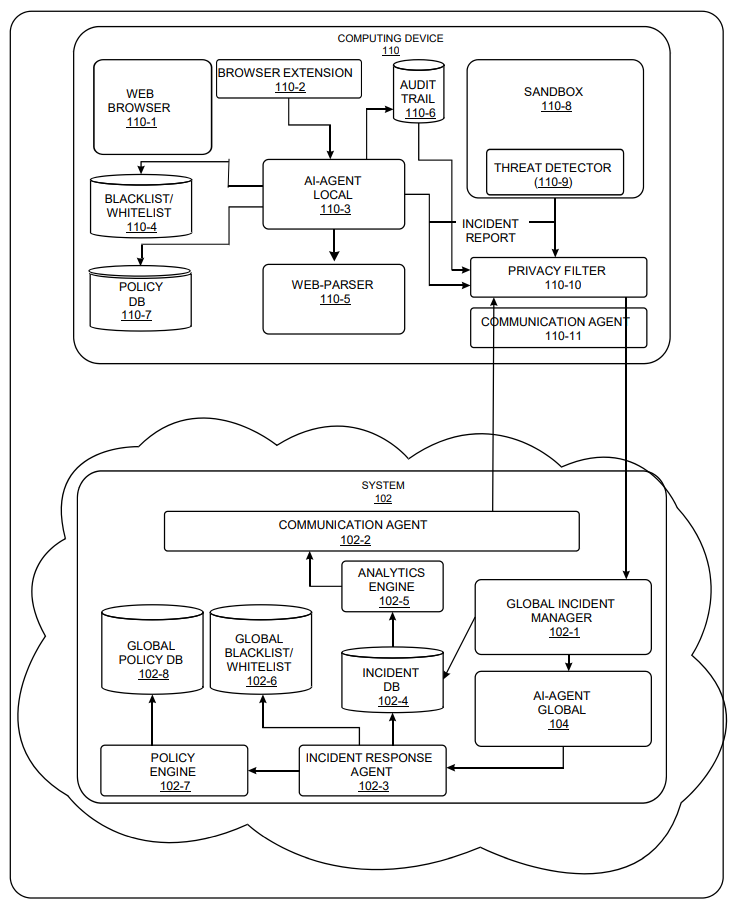 COMPUTING DEVICE
110
WEB
BROWSER
110-1
BROWSER EXTENSION
110-2
AUDIT
TRAIL
110-6
SANDBOX
110-8
THREAT DETECTOR
(110-9)
AI-AGENT
LOCAL
110-3
BLACKLIST/
WHITELIST
110-4
INCIDENT
REPORT
POLICY
DB
110-7
WEB-PARSER
110-5
PRIVACY FILTER
110-10
COMMUNICATION AGENT
110-11
SYSTEM
102
COMMUNICATION AGENT
102-2
ANALYTICS
ENGINE
102-5
GLOBAL INCIDENT
MANAGER
102-1
GLOBAL
POLICY DB
102-8
GLOBAL
BLACKLIST/
WHITELIST
102-6
INCIDENT
DB
102-4
AI-AGENT
GLOBAL
104
POLICY
ENGINE
102-7
INCIDENT RESPONSE
AGENT
102-3